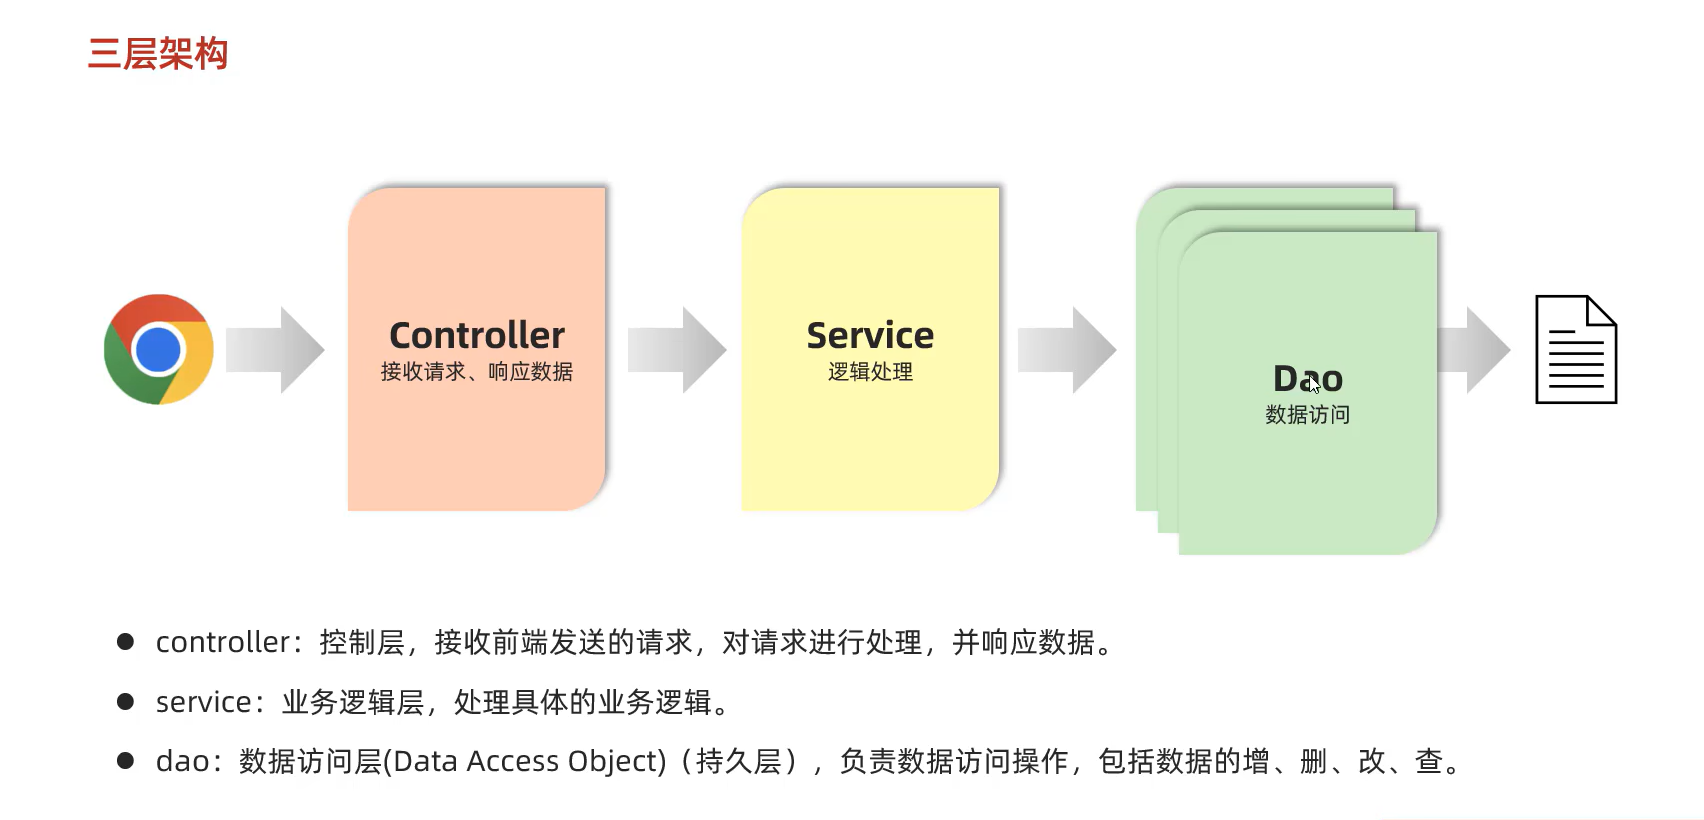 三层架构
Controller
接收请求、响应数据
Service
逻辑处理
Dao
数据访问
controller：控制层，接收前端发送的请求，对请求进行处理，并响应数据。
service：业务逻辑层，处理具体的业务逻辑。
dao：数据访问层(Data Access Object)（持久层），负责数据访问操作，包括数据的增、删、改、查。